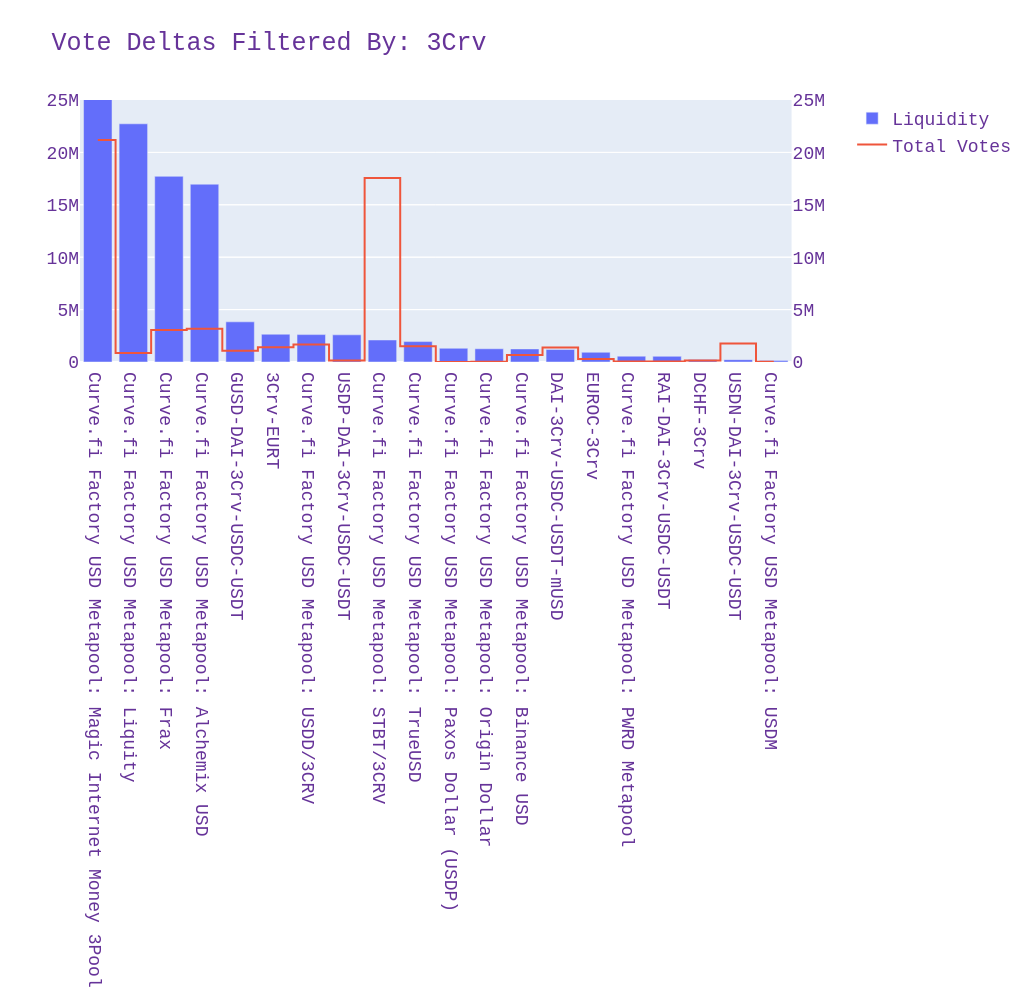 Vote Deltas Filtered By: 3Crv
25M
20M
15M
10M
5M
0
25M
20M
15M
10M
5M
0
Liquidity
Total Votes
Curve.fi Factory USD Metapool: Magic Internet Money 3Pool
Curve.fi Factory USD Metapool: Liquity
Curve.fi Factory USD Metapool: Frax
Curve.fi Factory USD Metapool: Alchemix USD
GUSD-DAI-3Crv-USDC-USDT
3Crv-EURT
Curve.fi Factory USD Metapool: USDD/3CRV
USDP-DAI-3Crv-USDC-USDT
Curve.fi Factory USD Metapool: STBT/3CRV
Curve.fi Factory USD Metapool: TrueUSD
Curve.fi Factory USD Metapool: Paxos Dollar (USDP)
Curve.fi Factory USD Metapool: Origin Dollar
Curve.fi Factory USD Metapool: Binance USD
DAI-3Crv-USDC-USDT-mUSD
EUROC-3Crv
Curve.fi Factory USD Metapool: PWRD Metapool
RAI-DAI-3Crv-USDC-USDT
DCHF-3Crv
USDN-DAI-3Crv-USDC-USDT
Curve.fi Factory USD Metapool: USDM